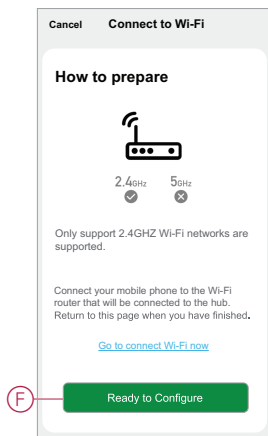 Cancel Connect to Wi-Fi
How to prepare
2.4GHz 5GHz
Only support 2.4GHZ Wi-Fi networks are
supported.
Connect your mobile phone to the Wi-Fi
router that will be connected to the hub.
Return to this page when you have finished.
Go to connect Wi-Fi now
F Ready to Configure